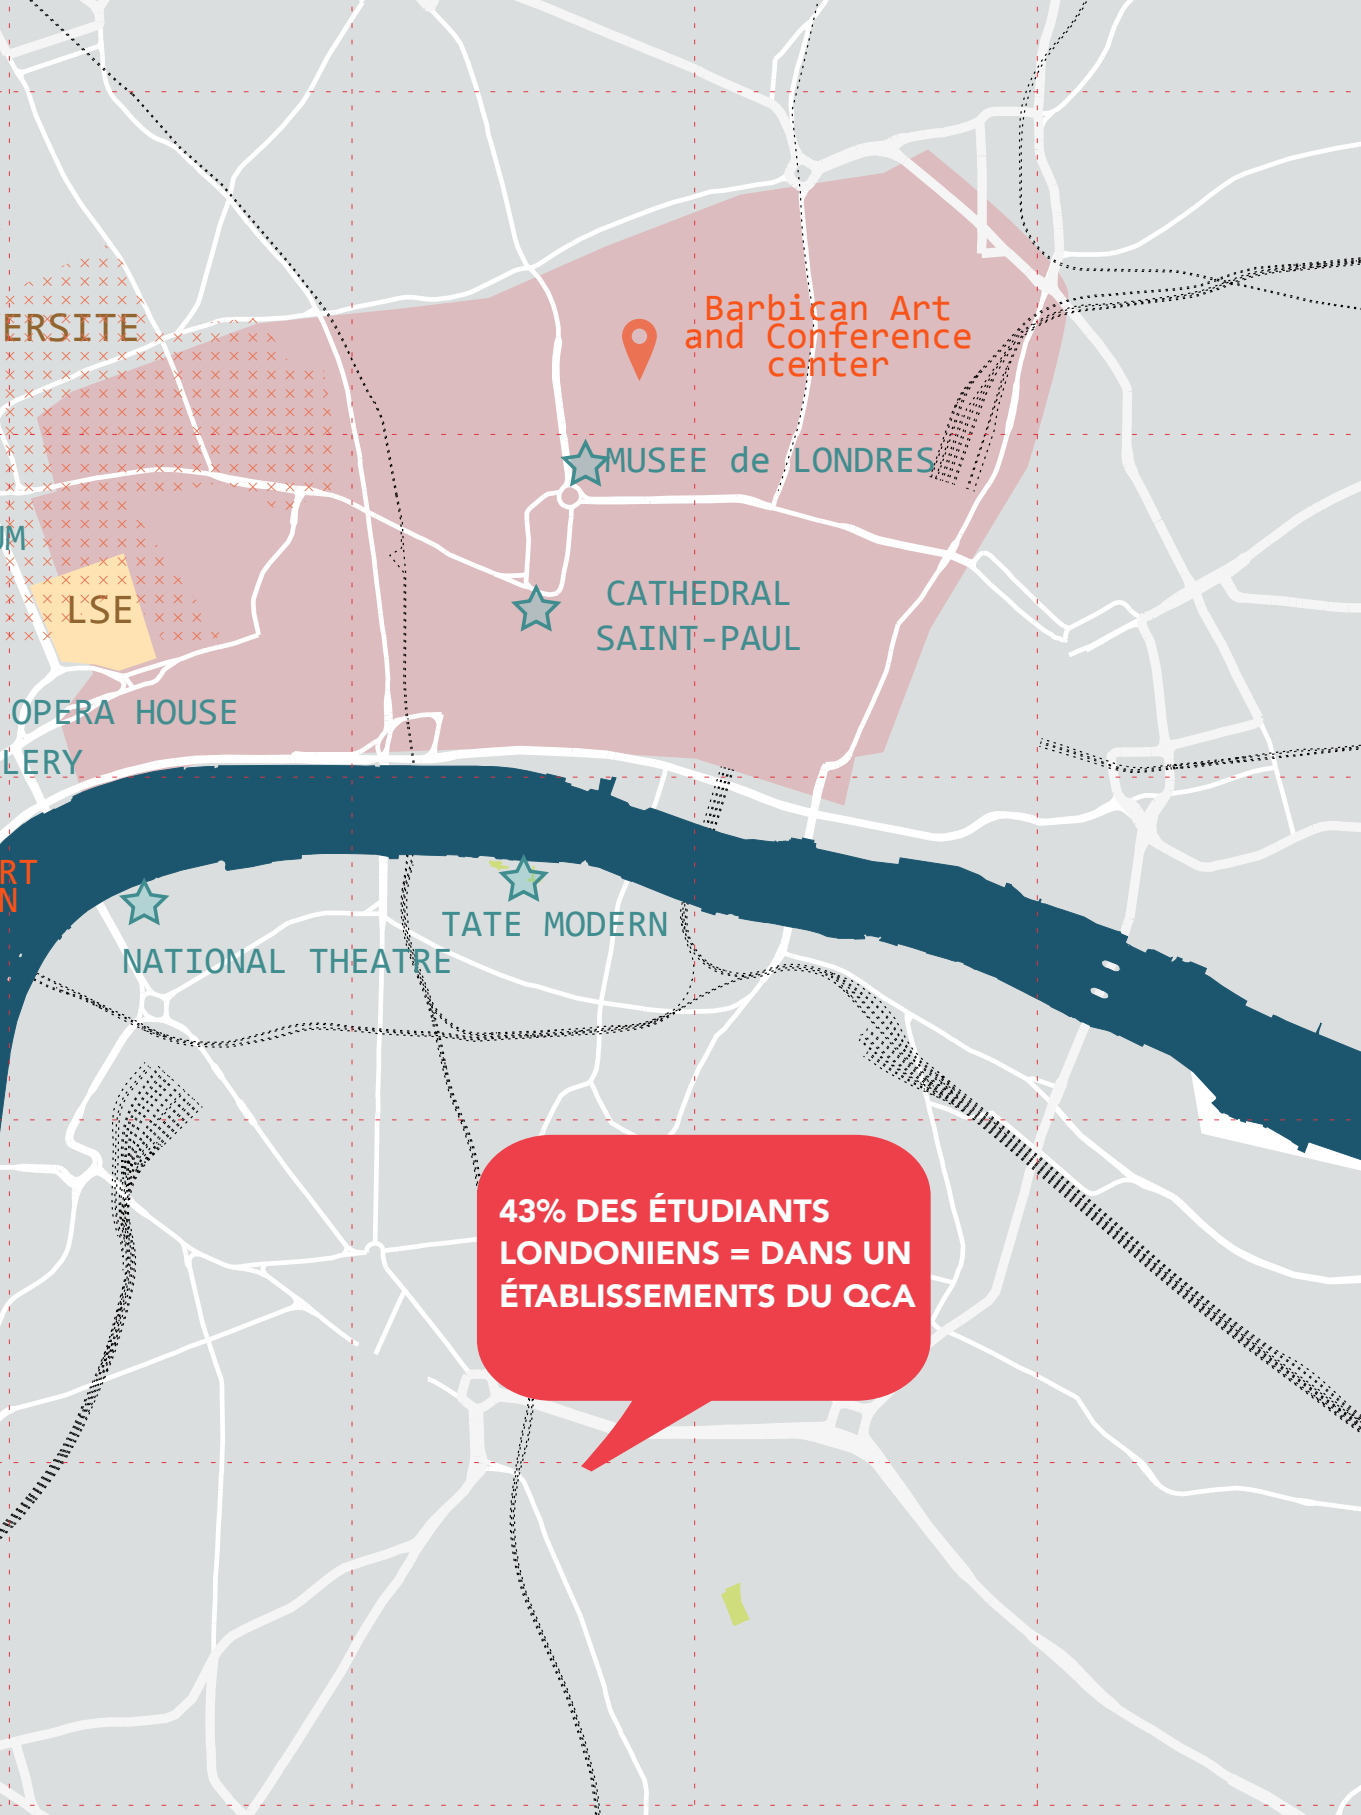 Barbican Art
and Conference
center
ERSITE
MUSEE de LONDRES
UM
CATHEDRAL
SAINT-PAUL
LSE
OPERA HOUSE
LERY
RT
N
TATE MODERN
NATIONAL THEATRE
43% DES ÉTUDIANTS
LONDONIENS = DANS UN
ÉTABLISSEMENTS DU QCA